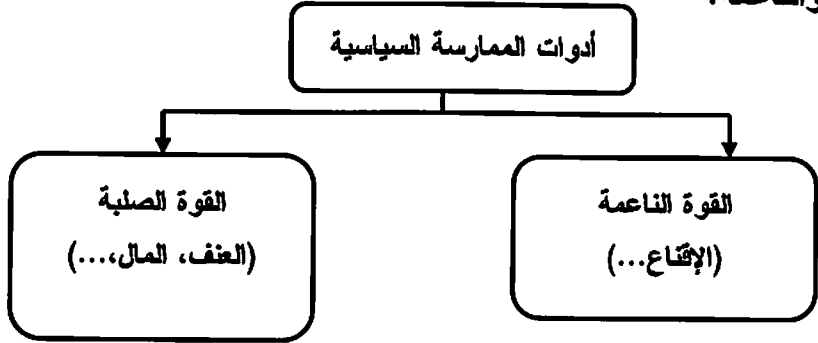 أدوات الممارسة السياسية
القوة الناعمة
(الإقناع...)
القوة الصلبة
(العنف، المال،...)